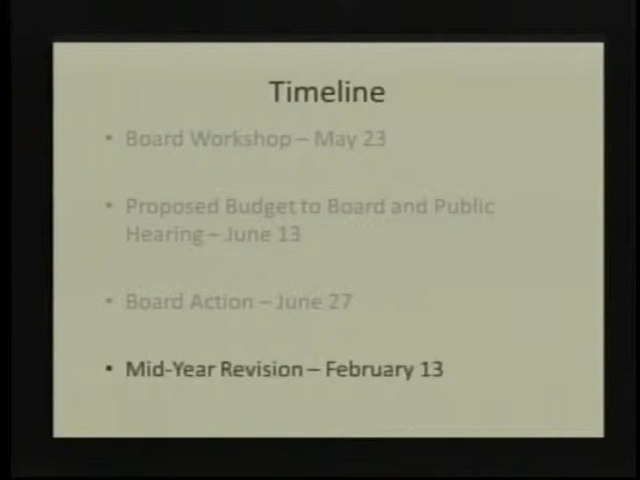 Timeline
• Board Workshop – May 23
• Proposed Budget to Board and Public
Hearing – June 13
• Board Action – June 27
• Mid-Year Revision – February 13